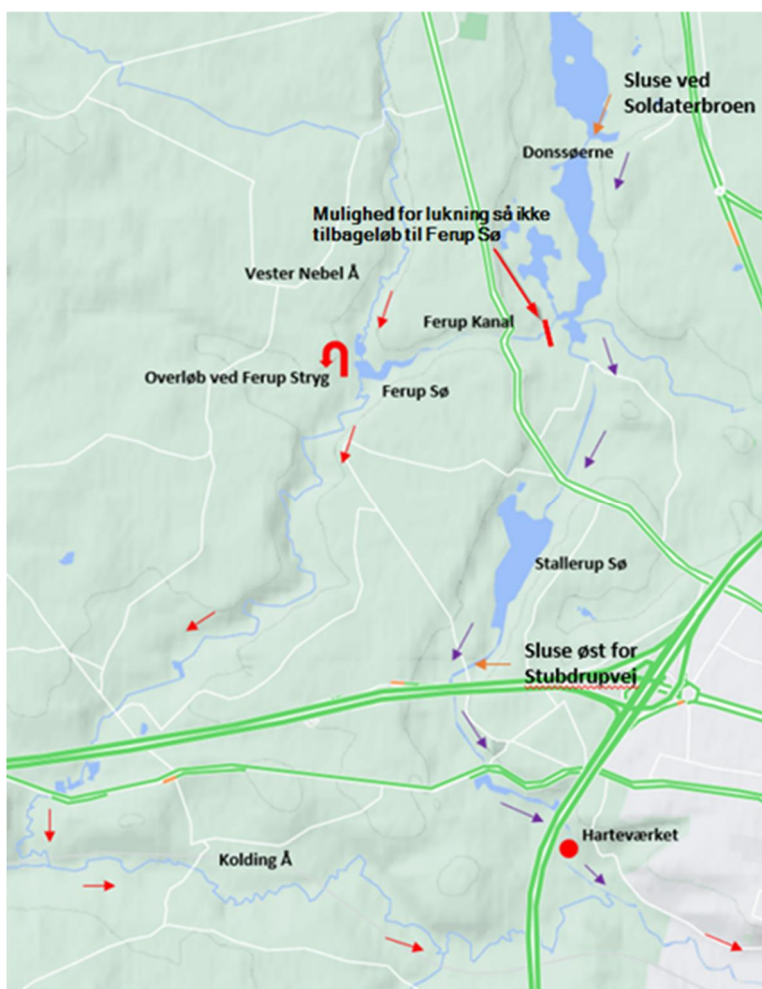 Sluse ved
Soldaterbroen
Donssøerne
Mulighed for lukning så ikke
tilbageløb til Ferup Sø
Vester Nebel Å
Ferup Kanal
Overløb ved Ferup Stryg
Ferup Sø
Stallerup Sø
Sluse øst for
Stubdrupvej
Harteværket
Kolding Å